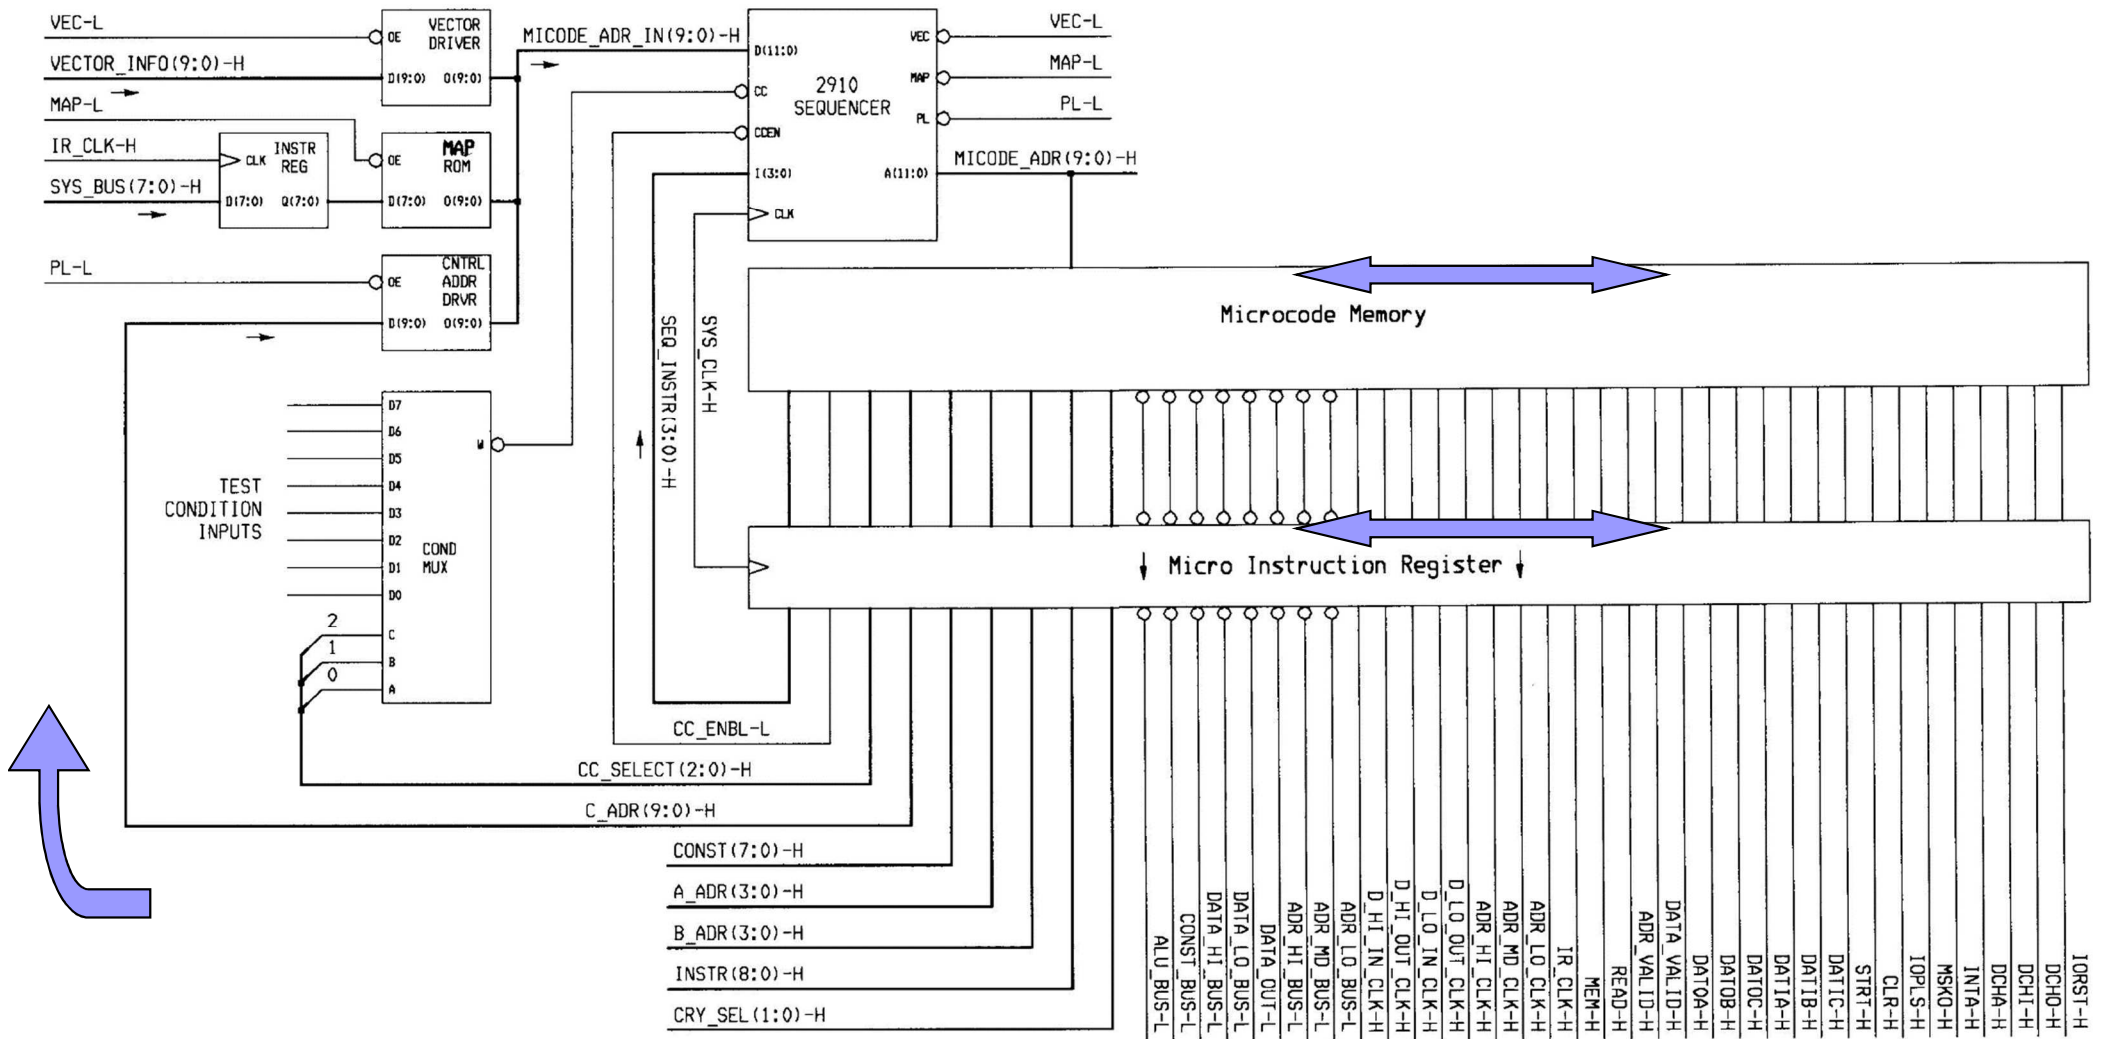 VEC-L
VECTOR_INFO(9:0)-H
MAP-L
IR_CLK-H
SYS_BUS(7:0)-H
PL-L
OE
VECTOR
DRIVER
D(9:0) O(9:0)
CLK
INSTR
REG
D(7:0) Q(7:0)
OE
MAP
ROM
D(7:0) O(9:0)
OE
CNTRL
ADDR
DRVR
D(9:0) O(9:0)
MICODE_ADR_IN(9:0)-H
D(11:0)
CC
CCEN
I(3:0)
CLK
2910
SEQUENCER
VEC
MAP
PL
A(11:0)
VEC-L
MAP-L
PL-L
MICODE_ADR(9:0)-H
Microcode Memory
SEQ_INSTR(3:0)-H
SYS_CLK-H
TEST
CONDITION
INPUTS
D7
D6
D5
D4
D3
D2
D1
D0
C
B
A
W
COND
MUX
2
1
0
Micro Instruction Register
CC_ENBL-L
CC_SELECT(2:0)-H
C_ADR(9:0)-H
CONST(7:0)-H
A_ADR(3:0)-H
B_ADR(3:0)-H
INSTR(8:0)-H
CRY_SEL(1:0)-H
ALU_BUS-L
CONST_BUS-L
DATA_HI_BUS-L
DATA_LO_BUS-L
DATA_OUT-L
ADR_HI_BUS-L
ADR_MD_BUS-L
ADR_LO_BUS-L
D_HI_IN_CLK-H
D_HI_OUT_CLK-H
D_LO_IN_CLK-H
D_LO_OUT_CLK-H
ADR_HI_CLK-H
ADR_MD_CLK-H
ADR_LO_CLK-H
IR_CLK-H
MEM-H
READ-H
ADR_VALID-H
DATA_VALID-H
DATOA-H
DATOB-H
DATOC-H
DATIA-H
DATIB-H
DATIC-H
STRT-H
CLR-H
IOPLS-H
MSKO-H
INTA-H
DCHA-H
DCHI-H
DCHO-H
IORST-H